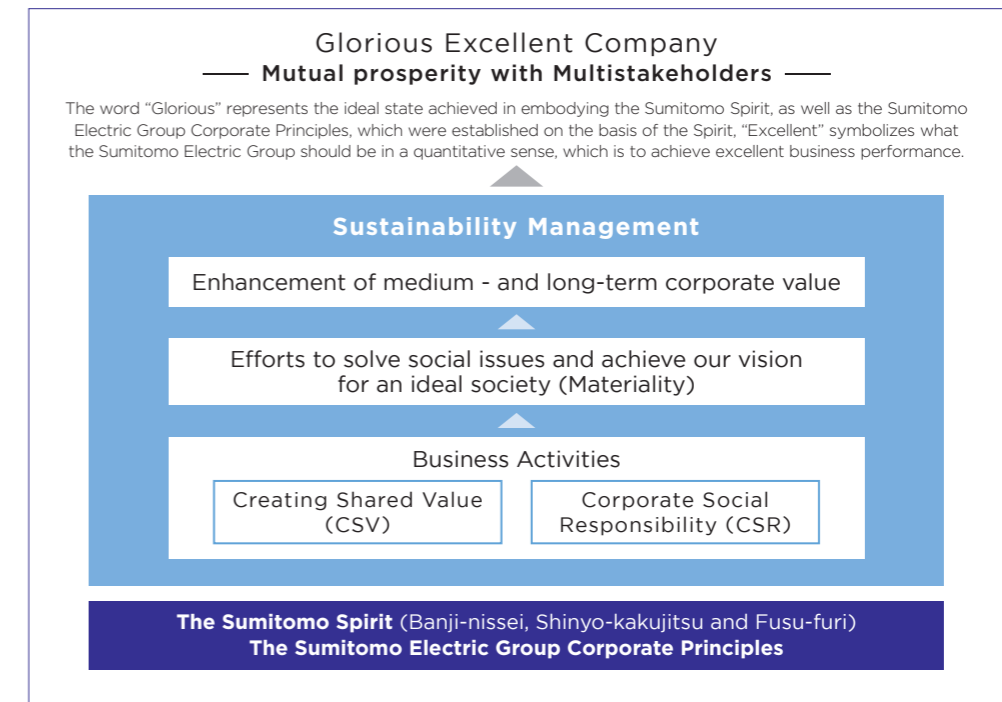 Glorious Excellent Company
Mutual prosperity with Multistakeholders
The word “Glorious” represents the ideal state achieved in embodying the Sumitomo Spirit, as well as the Sumitomo
Electric Group Corporate Principles, which were established on the basis of the Spirit, “Excellent” symbolizes what
the Sumitomo Electric Group should be in a quantitative sense, which is to achieve excellent business performance.
Sustainability Management
Enhancement of medium - and long-term corporate value
Efforts to solve social issues and achieve our vision
for an ideal society (Materiality)
Business Activities
Creating Shared Value
(CSV)
Corporate Social
Responsibility (CSR)
The Sumitomo Spirit (Banji-nissei, Shinyo-kakujitsu and Fusu-furi)
The Sumitomo Electric Group Corporate Principles